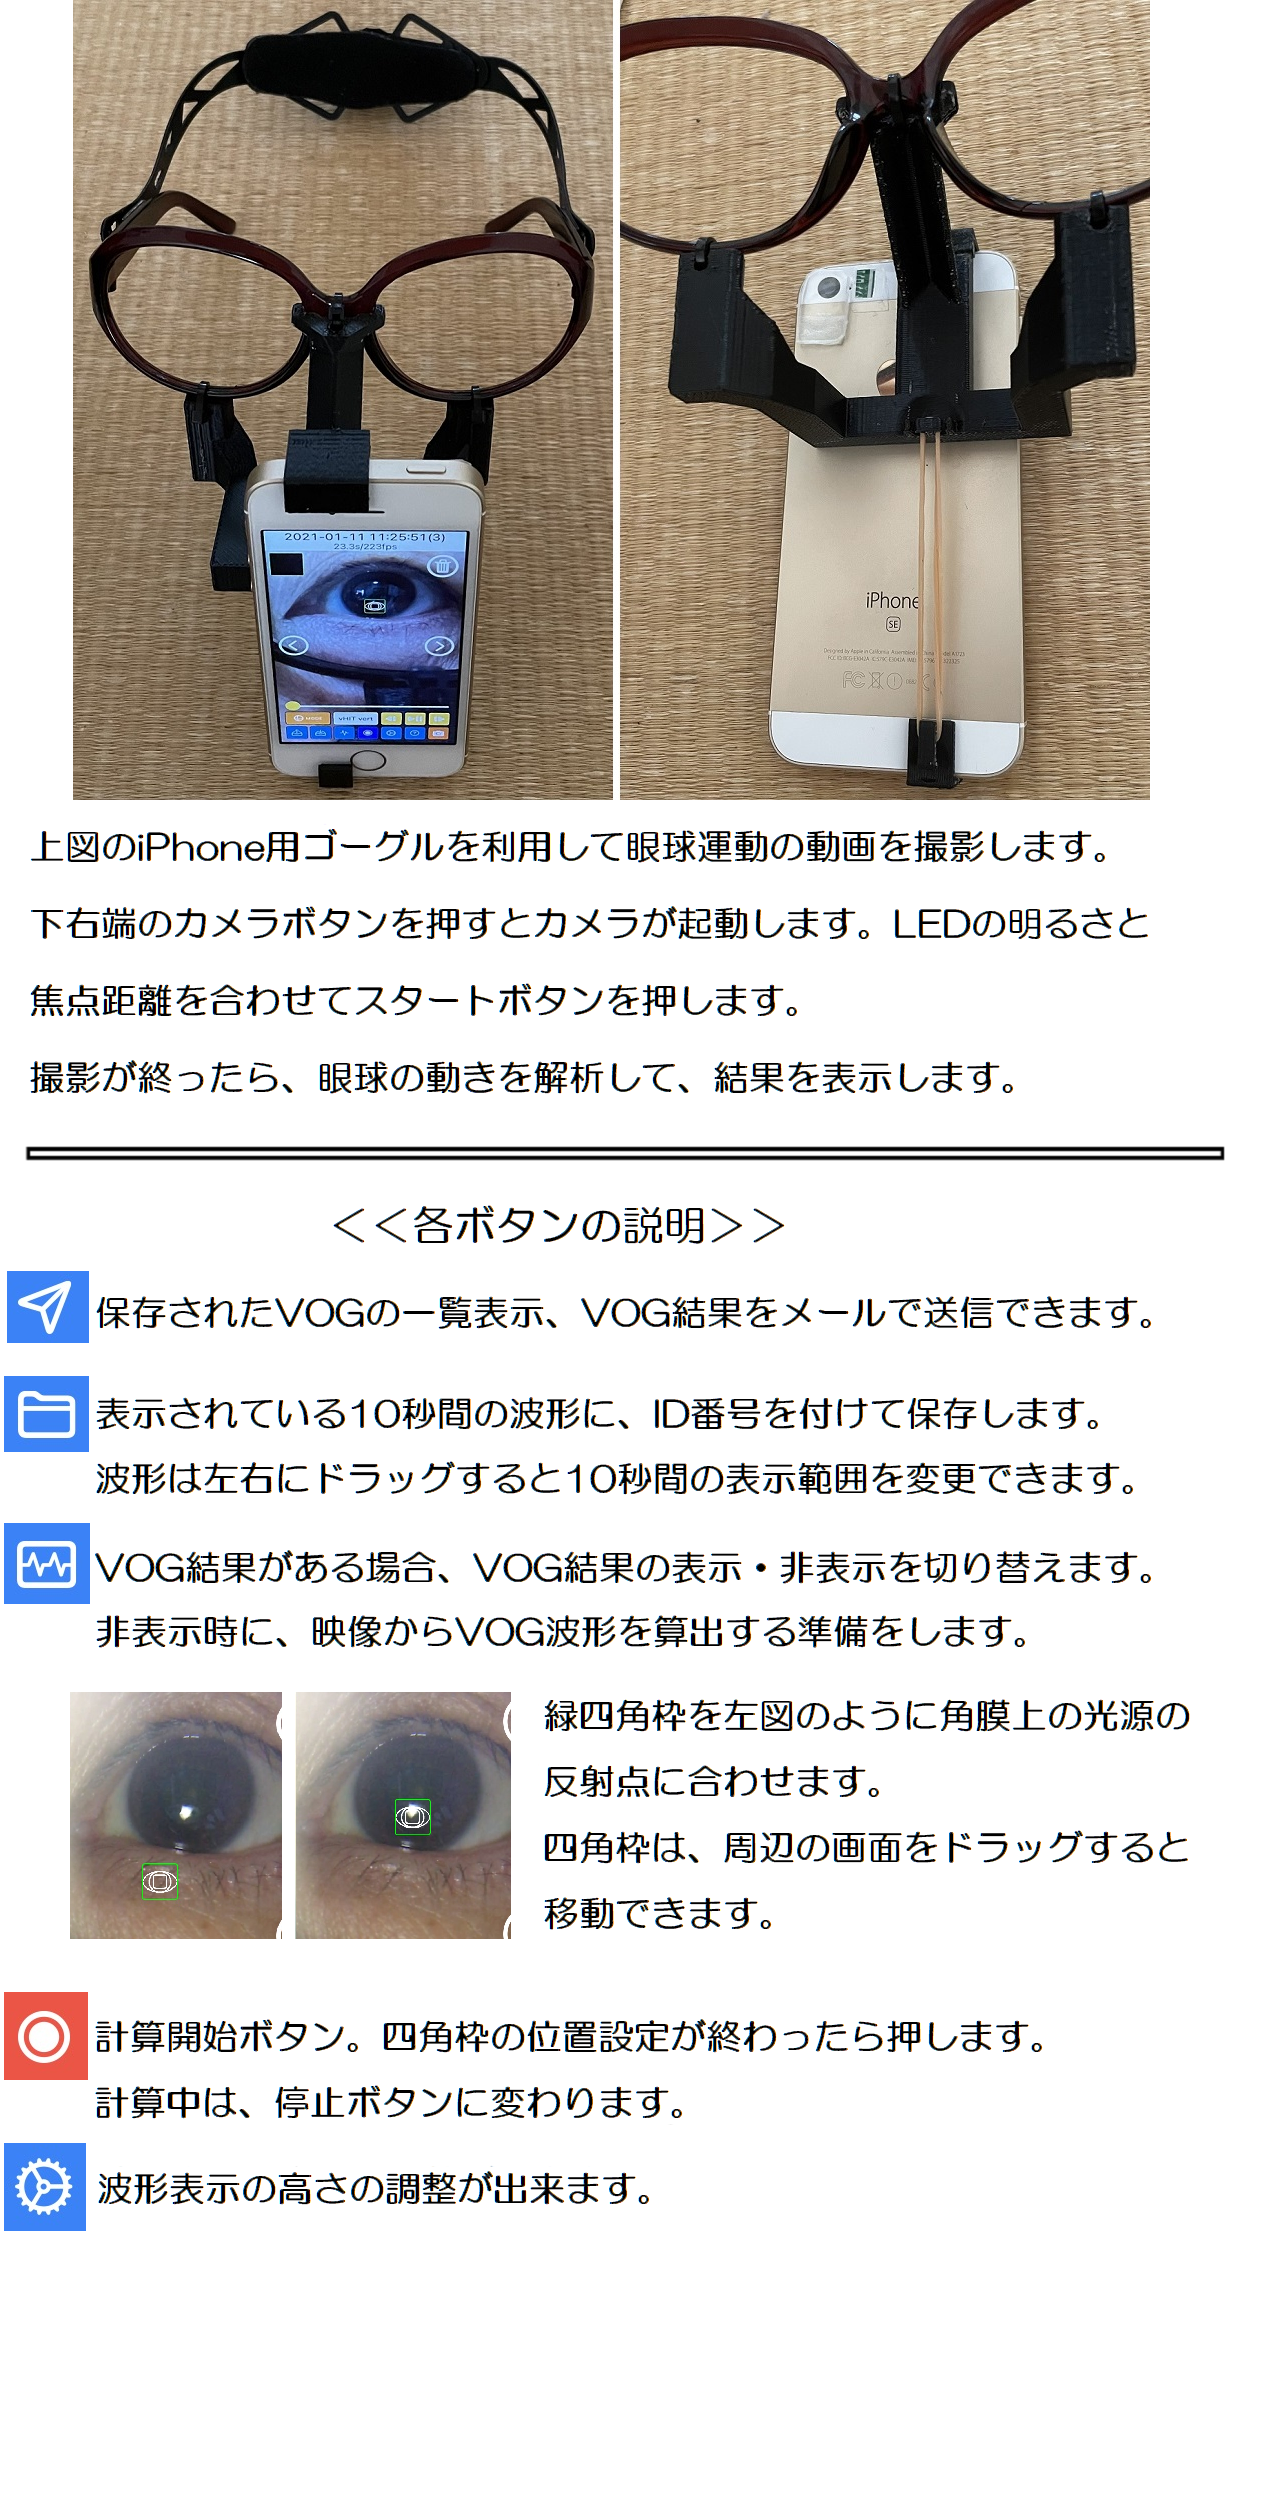 2021-01-11 11:25:51(3)
23.3s/223fps
MODE
vHIT vert
iPhone
SE
上図のiPhone用ゴーグルを利用して眼球運動の動画を撮影します。
下右端のカメラボタンを押すとカメラが起動します。LEDの明るさと
焦点距離を合わせてスタートボタンを押します。
撮影が終ったら、眼球の動きを解析して、結果を表示します。
＜＜各ボタンの説明＞＞
保存されたVOGの一覧表示、VOG結果をメールで送信できます。
表示されている10秒間の波形に、ID番号を付けて保存します。
波形は左右にドラッグすると10秒間の表示範囲を変更できます。
VOG結果がある場合、VOG結果の表示・非表示を切り替えます。
非表示時に、映像からVOG波形を算出する準備をします。
緑四角枠を左図のように角膜上の光源の
反射点に合わせます。
四角枠は、周辺の画面をドラッグすると
移動できます。
計算開始ボタン。四角枠の位置設定が終わったら押します。
計算中は、停止ボタンに変わります。
波形表示の高さの調整が出来ます。